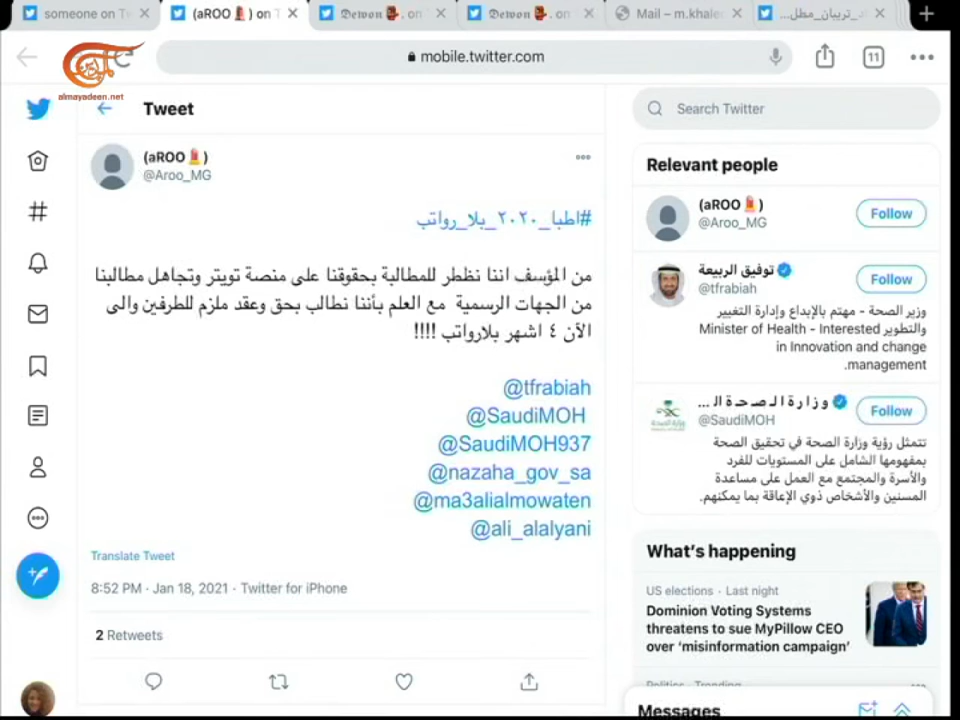 someone on
(aROO💄) on T
𝕯𝖊𝖜𝖔𝖓 . on
𝕯𝖊𝖜𝖔𝖓 . on
Mail – m.khale
...د_تريبان_مطل
almayadeen.net
mobile.twitter.com
11
Tweet
Search Twitter
(aROO💄)
@Aroo_MG
#اطبا_٢٠٢٠_بلا_رواتب
من المؤسف اننا نظطر للمطالبة بحقوقنا على منصة تويتر وتجاهل مطالبنا
من الجهات الرسمية مع العلم بأننا نطالب بحق وعقد ملزم للطرفين والى
الآن ٤ اشهر بلارواتب !!!!
@tfrabiah
@SaudiMOH
@SaudiMOH937
@nazaha_gov_sa
@ma3alialmowaten
@ali_alalyani
Translate Tweet
8:52 PM · Jan 18, 2021 · Twitter for iPhone
2 Retweets
Relevant people
(aROO💄)
@Aroo_MG
Follow
توفيق الربيعة
@tfrabiah
Follow
وزير الصحة - مهتم بالإبداع وإدارة التغيير
والتطوير Minister of Health - Interested
in Innovation and change
management.
وزارة الـصـحـة الـ ...
@SaudiMOH
Follow
تتمثل رؤية وزارة الصحة في تحقيق الصحة
بمفهومها الشامل على المستويات للفرد
والأسرة والمجتمع مع العمل على مساعدة
المسنين والأشخاص ذوي الإعاقة بما يمكنهم.
What's happening
US elections · Last night
Dominion Voting Systems
threatens to sue MyPillow CEO
over 'misinformation campaign'
Politics · Trending
Messages